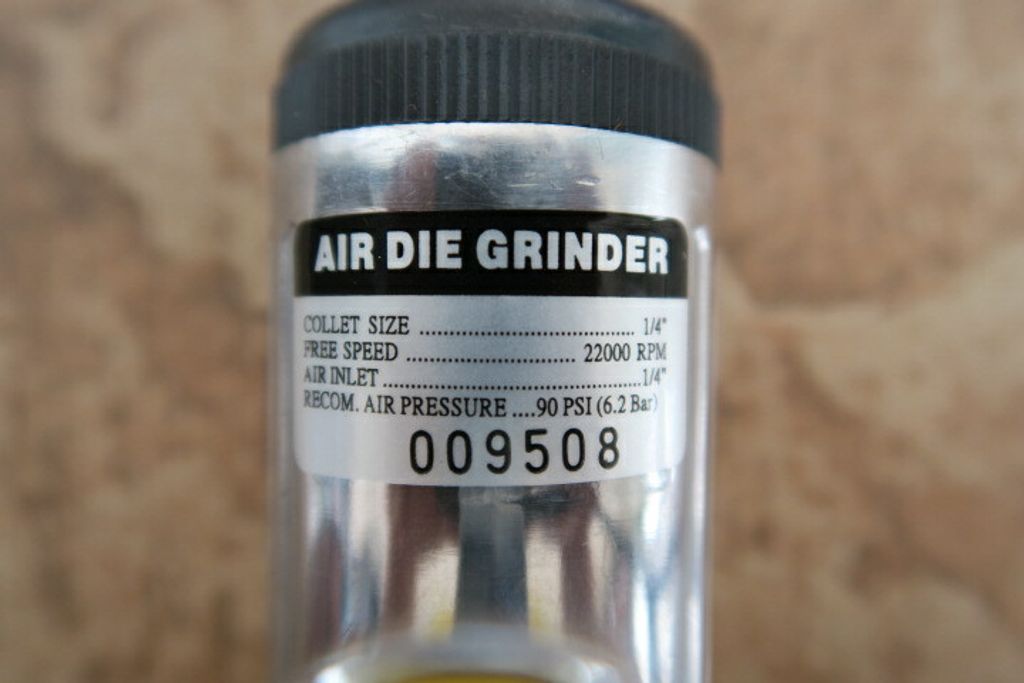 AIR DIE GRINDER
COLLET SIZE .................................... 1/4"
FREE SPEED ............................ 22000 RPM
AIR INLET ...........................................1/4"
RECOM. AIR PRESSURE ....90 PSI (6.2 Bar)
009508